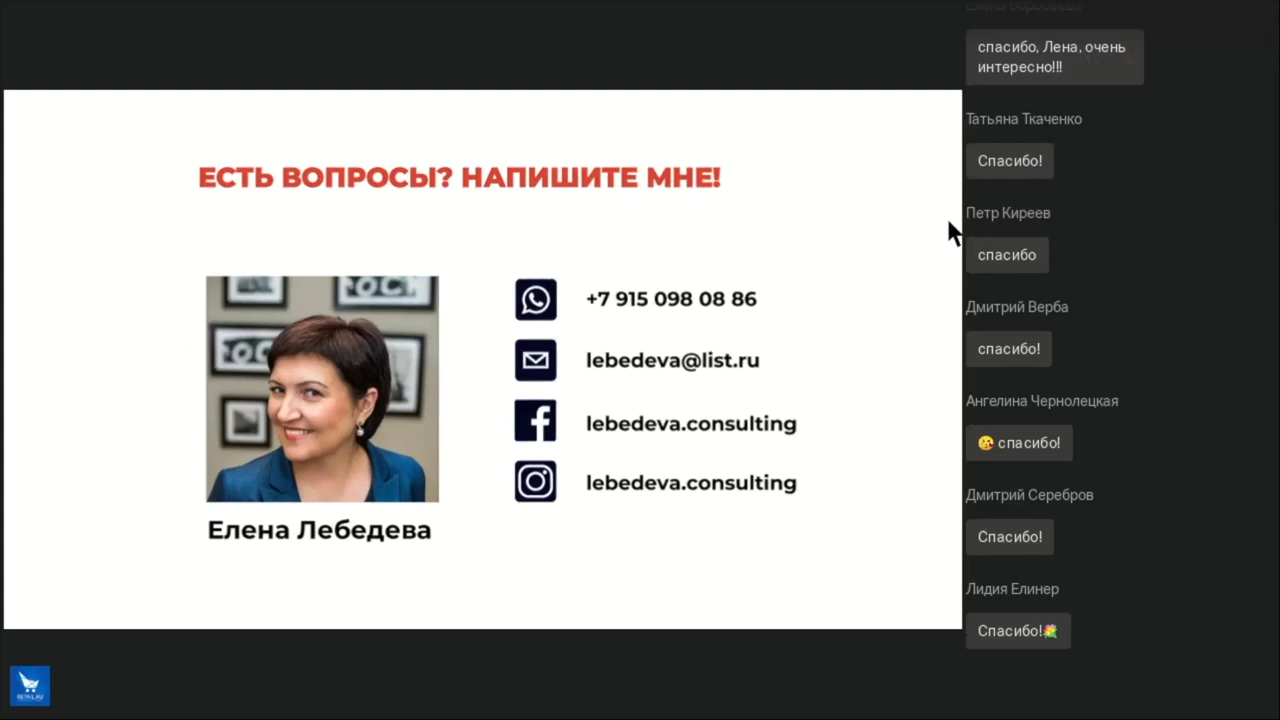 ЕСТЬ ВОПРОСЫ? НАПИШИТЕ МНЕ!
+7 915 098 08 86
lebedeva@list.ru
lebedeva.consulting
lebedeva.consulting
Елена Лебедева
спасибо, Лена, очень
интересно!!!
Татьяна Ткаченко
Спасибо!
Петр Киреев
спасибо
Дмитрий Верба
спасибо!
Ангелина Чернолецкая
😘 спасибо!
Дмитрий Серебров
Спасибо!
Лидия Елинер
Спасибо!💐